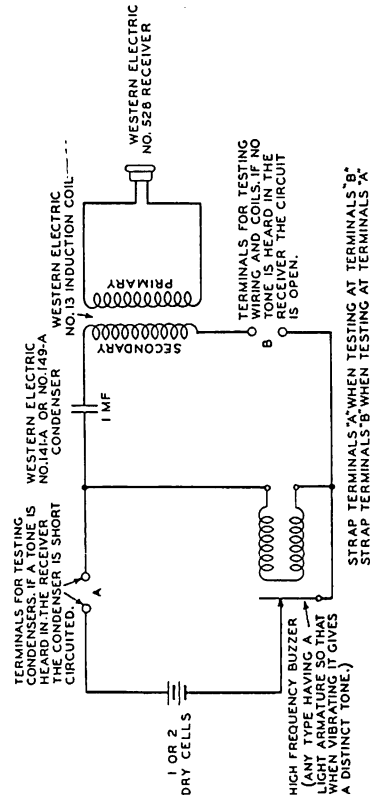 TERMINALS FOR TESTING
CONDENSERS. IF A TONE IS
HEARD IN THE RECEIVER
THE CONDENSER IS SHORT
CIRCUITED.
A
WESTERN ELECTRIC
NO.141-A OR NO.149-A
CONDENSER
1 MF
WESTERN ELECTRIC
NO.13 INDUCTION COIL
SECONDARY
PRIMARY
WESTERN ELECTRIC
NO. 528 RECEIVER
TERMINALS FOR TESTING
WIRING AND COILS. IF NO
TONE IS HEARD IN THE
RECEIVER THE CIRCUIT
IS OPEN.
B
1 OR 2
DRY CELLS
HIGH FREQUENCY BUZZER
(ANY TYPE HAVING A
LIGHT ARMATURE SO THAT
WHEN VIBRATING IT GIVES
A DISTINCT TONE.)
STRAP TERMINALS "A" WHEN TESTING AT TERMINALS "B"
STRAP TERMINALS "B" WHEN TESTING AT TERMINALS "A"